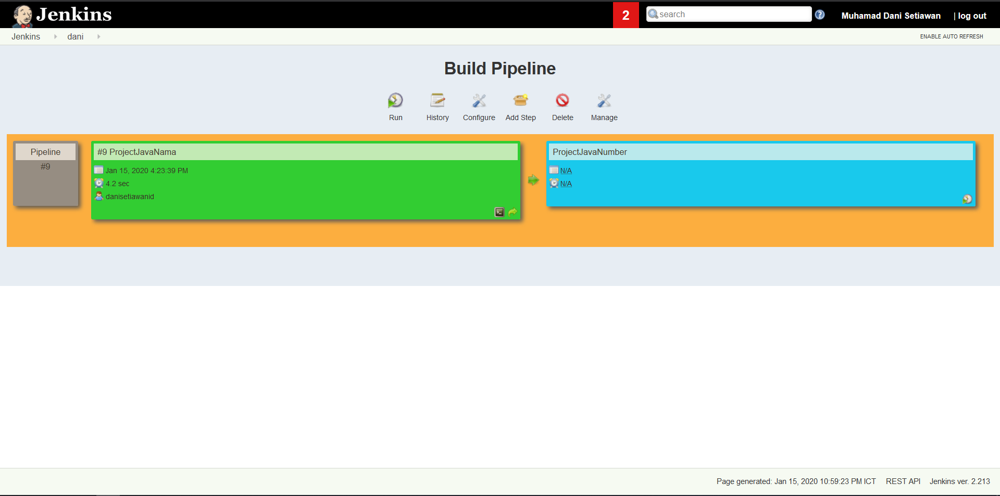 Jenkins
2
search
Muhamad Dani Setiawan
| log out
Jenkins
dani
ENABLE AUTO REFRESH
Build Pipeline
Run
History
Configure
Add Step
Delete
Manage
Pipeline
#9
#9 ProjectJavaNama
Jan 15, 2020 4:23:39 PM
4.2 sec
danisetiawanid
ProjectJavaNumber
N/A
N/A
Page generated: Jan 15, 2020 10:59:23 PM ICT
REST API
Jenkins ver. 2.213